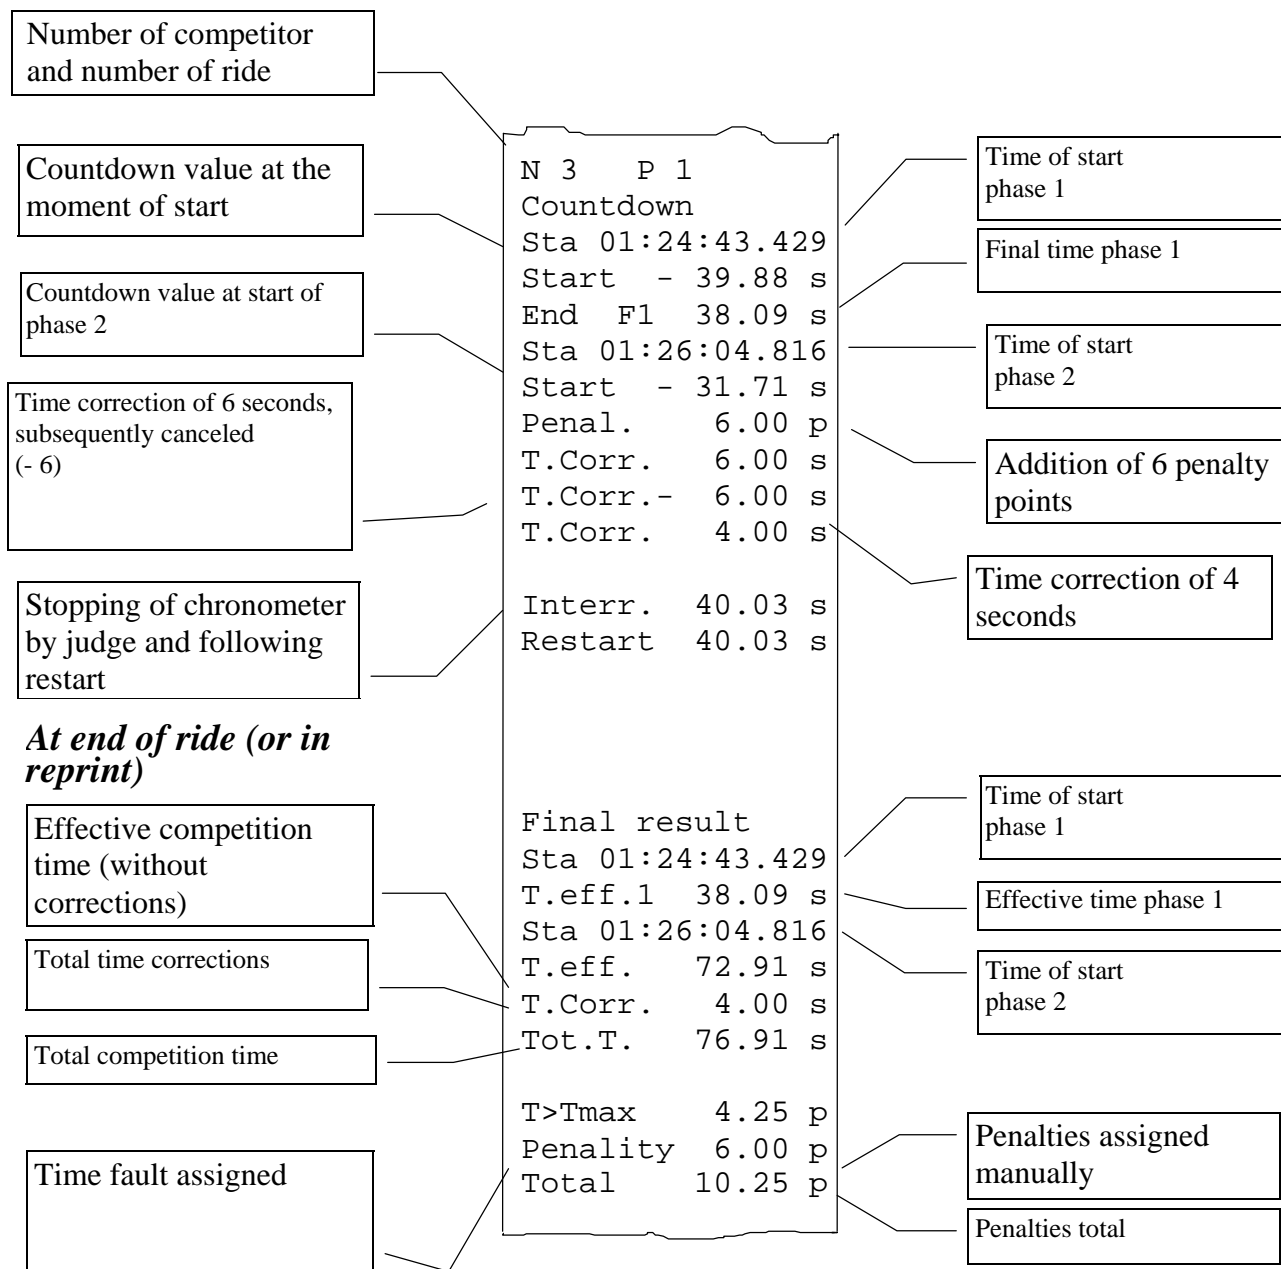 Number of competitor
and number of ride
Countdown value at the
moment of start
Countdown value at start of
phase 2
Time correction of 6 seconds,
subsequently canceled
(- 6)
Stopping of chronometer
by judge and following
restart
At end of ride (or in
reprint)
Effective competition
time (without
corrections)
Total time corrections
Total competition time
Time fault assigned
N 3 P 1
Countdown
Sta 01:24:43.429
Start - 39.88 s
End F1 38.09 s
Sta 01:26:04.816
Start - 31.71 s
Penal. 6.00 p
T.Corr. 6.00 s
T.Corr.- 6.00 s
T.Corr. 4.00 s
Interr. 40.03 s
Restart 40.03 s
Final result
Sta 01:24:43.429
T.eff.1 38.09 s
Sta 01:26:04.816
T.eff. 72.91 s
T.Corr. 4.00 s
Tot.T. 76.91 s
T>Tmax 4.25 p
Penality 6.00 p
Total 10.25 p
Time of start
phase 1
Final time phase 1
Time of start
phase 2
Addition of 6 penalty
points
Time correction of 4
seconds
Time of start
phase 1
Effective time phase 1
Time of start
phase 2
Penalties assigned
manually
Penalties total